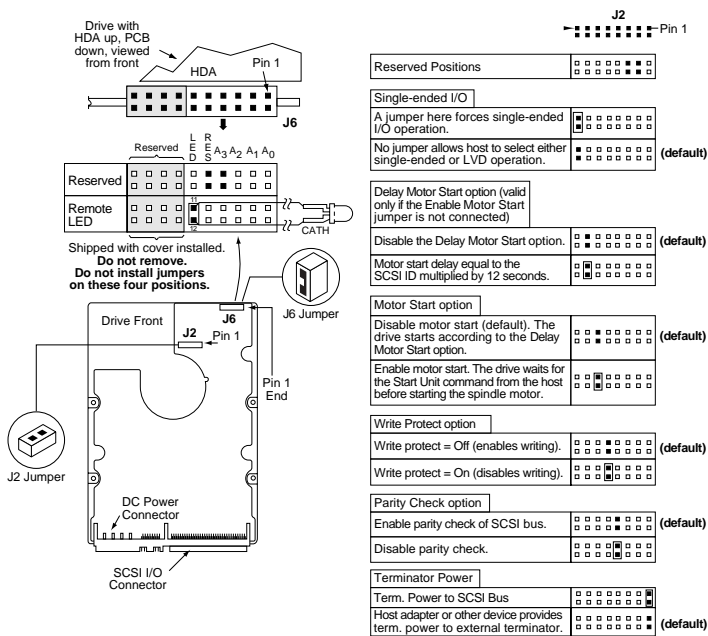 Drive with
HDA up, PCB
down, viewed
from front
HDA
Pin 1
J6
Reserved
L
E
D
R
E
S
A3 A2 A1 A0
Reserved
Remote
LED
11
12
CATH
Shipped with cover installed.
Do not remove.
Do not install jumpers
on these four positions.
J6 Jumper
Drive Front
J6
J2
Pin 1
Pin 1
End
J2 Jumper
DC Power
Connector
SCSI I/O
Connector
J2
Pin 1
Reserved Positions
Single-ended I/O
A jumper here forces single-ended
I/O operation.
No jumper allows host to select either
single-ended or LVD operation.
(default)
Delay Motor Start option (valid
only if the Enable Motor Start
jumper is not connected)
Disable the Delay Motor Start option.
(default)
Motor start delay equal to the
SCSI ID multiplied by 12 seconds.
Motor Start option
Disable motor start (default). The
drive starts according to the Delay
Motor Start option.
(default)
Enable motor start. The drive waits for
the Start Unit command from the host
before starting the spindle motor.
Write Protect option
Write protect = Off (enables writing).
(default)
Write protect = On (disables writing).
Parity Check option
Enable parity check of SCSI bus.
(default)
Disable parity check.
Terminator Power
Term. Power to SCSI Bus
Host adapter or other device provides
term. power to external terminator.
(default)